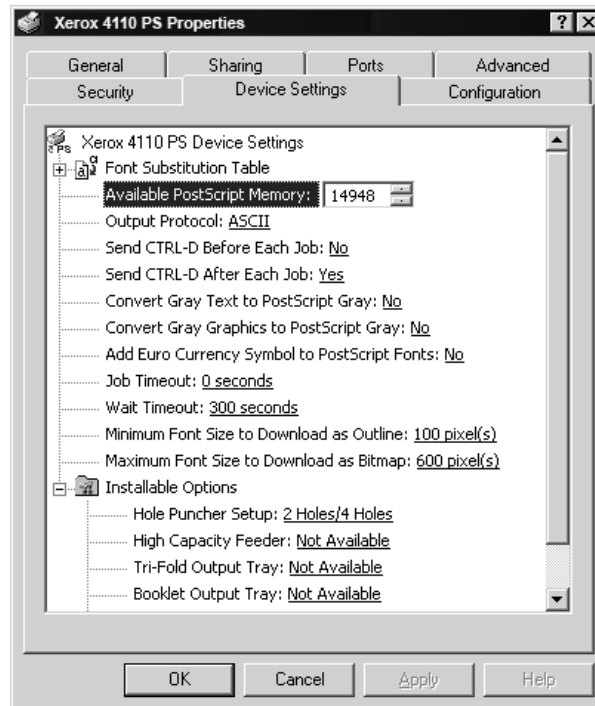 Xerox 4110 PS Properties
General Sharing Ports Advanced
Security Device Settings Configuration
Xerox 4110 PS Device Settings
Font Substitution Table
Available PostScript Memory: 14948
Output Protocol: ASCII
Send CTRL-D Before Each Job: No
Send CTRL-D After Each Job: Yes
Convert Gray Text to PostScript Gray: No
Convert Gray Graphics to PostScript Gray: No
Add Euro Currency Symbol to PostScript Fonts: No
Job Timeout: 0 seconds
Wait Timeout: 300 seconds
Minimum Font Size to Download as Outline: 100 pixel(s)
Maximum Font Size to Download as Bitmap: 600 pixel(s)
Installable Options
Hole Puncher Setup: 2 Holes/4 Holes
High Capacity Feeder: Not Available
Tri-Fold Output Tray: Not Available
Booklet Output Tray: Not Available
OK Cancel Apply Help